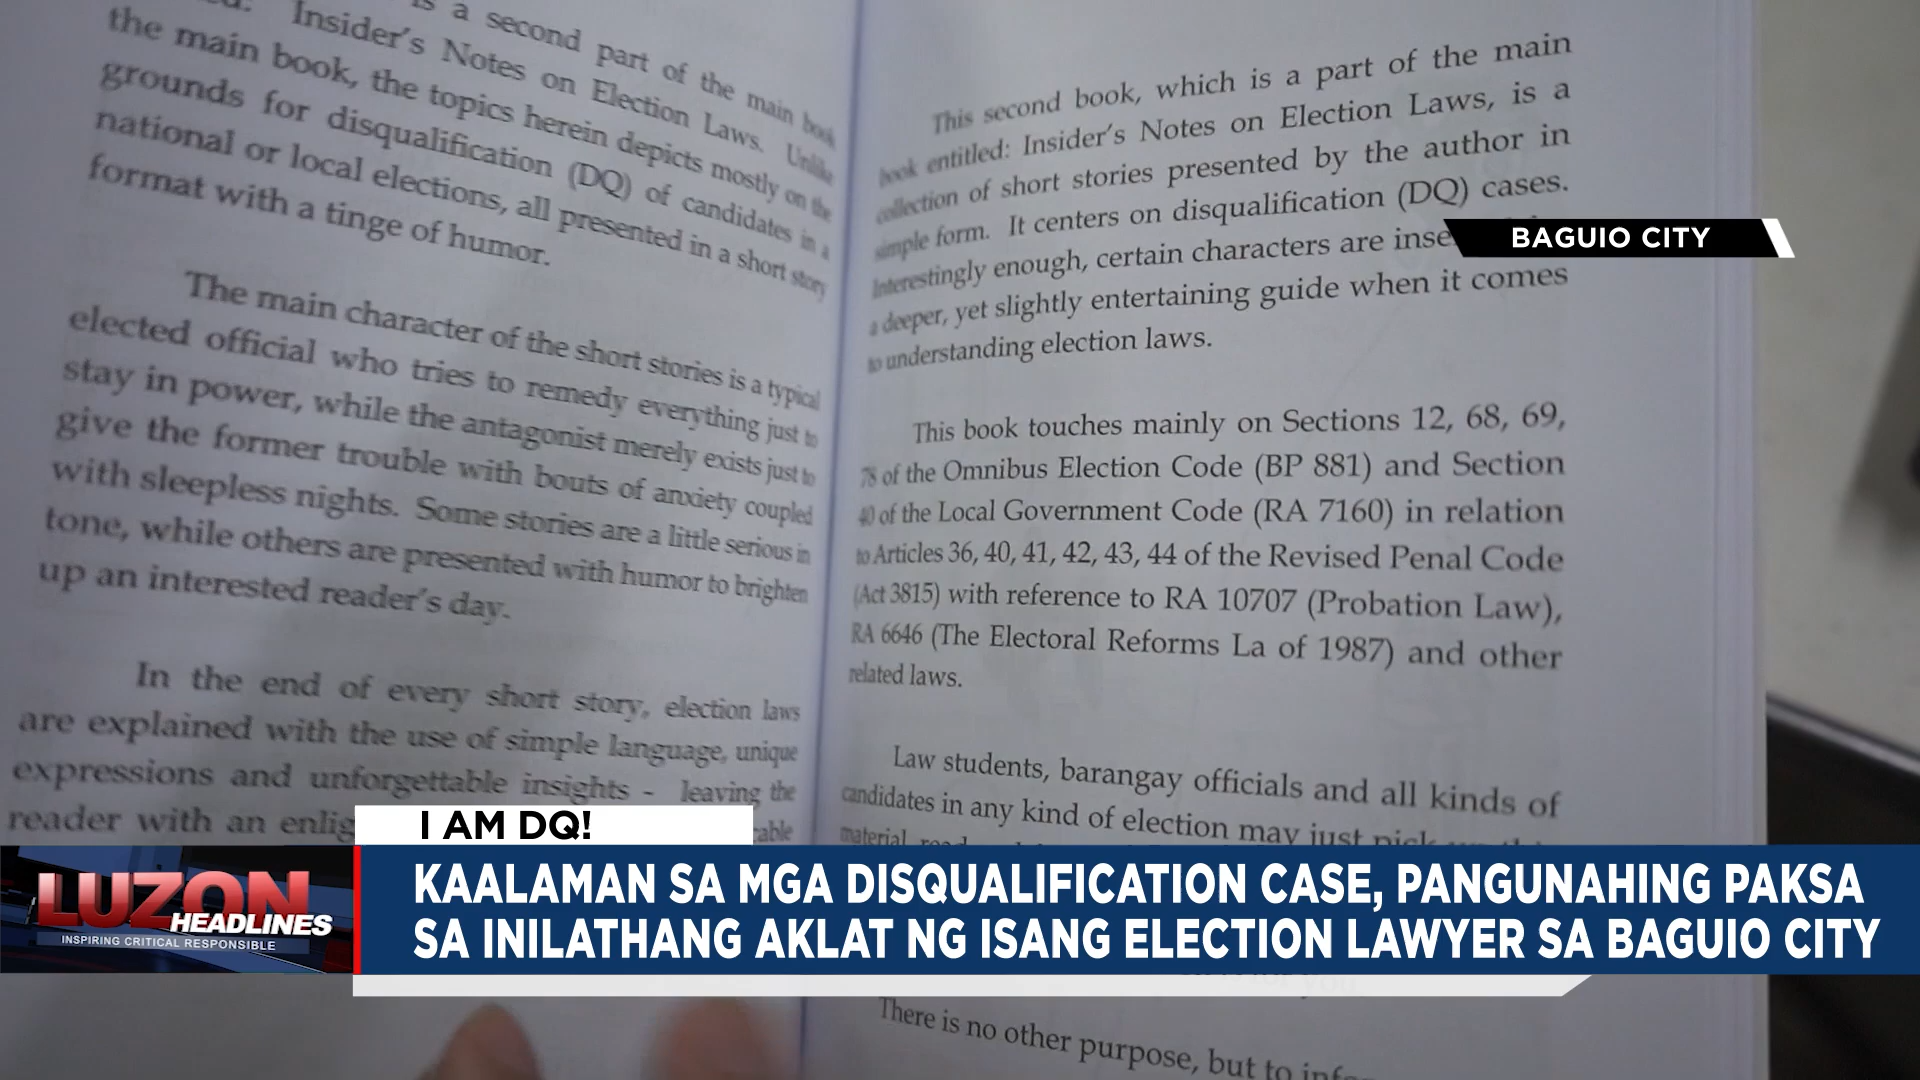 is a second part of the main book
Insider's Notes on Election Laws. Unlike
the main book, the topics herein depicts mostly on the
grounds for disqualification (DQ) of candidates in a
national or local elections, all presented in a short story
format with a tinge of humor.
The main character of the short stories is a typical
elected official who tries to remedy everything just to
stay in power, while the antagonist merely exists just to
give the former trouble with bouts of anxiety coupled
with sleepless nights. Some stories are a little serious in
tone, while others are presented with humor to brighten
up an interested reader's day.
In the end of every short story, election laws
are explained with the use of simple language, unique
expressions and unforgettable insights - leaving the
reader with an
This second book, which is a part of the main
book entitled: Insider's Notes on Election Laws, is a
collection of short stories presented by the author in
simple form. It centers on disqualification (DQ) cases.
Interestingly enough, certain characters are
a deeper, yet slightly entertaining guide when it comes
to understanding election laws.
This book touches mainly on Sections 12, 68, 69,
78 of the Omnibus Election Code (BP 881) and Section
40 of the Local Government Code (RA 7160) in relation
to Articles 36, 40, 41, 42, 43, 44 of the Revised Penal Code
(Act 3815) with reference to RA 10707 (Probation Law),
RA 6646 (The Electoral Reforms La of 1987) and other
related laws.
Law students, barangay officials and all kinds of
candidates in any kind of election may just pick
material
There is no other purpose, but to
BAGUIO CITY
I AM DQ!
LUZON
HEADLINES
INSPIRING CRITICAL RESPONSIBLE
KAALAMAN SA MGA DISQUALIFICATION CASE, PANGUNAHING PAKSA
SA INILATHANG AKLAT NG ISANG ELECTION LAWYER SA BAGUIO CITY